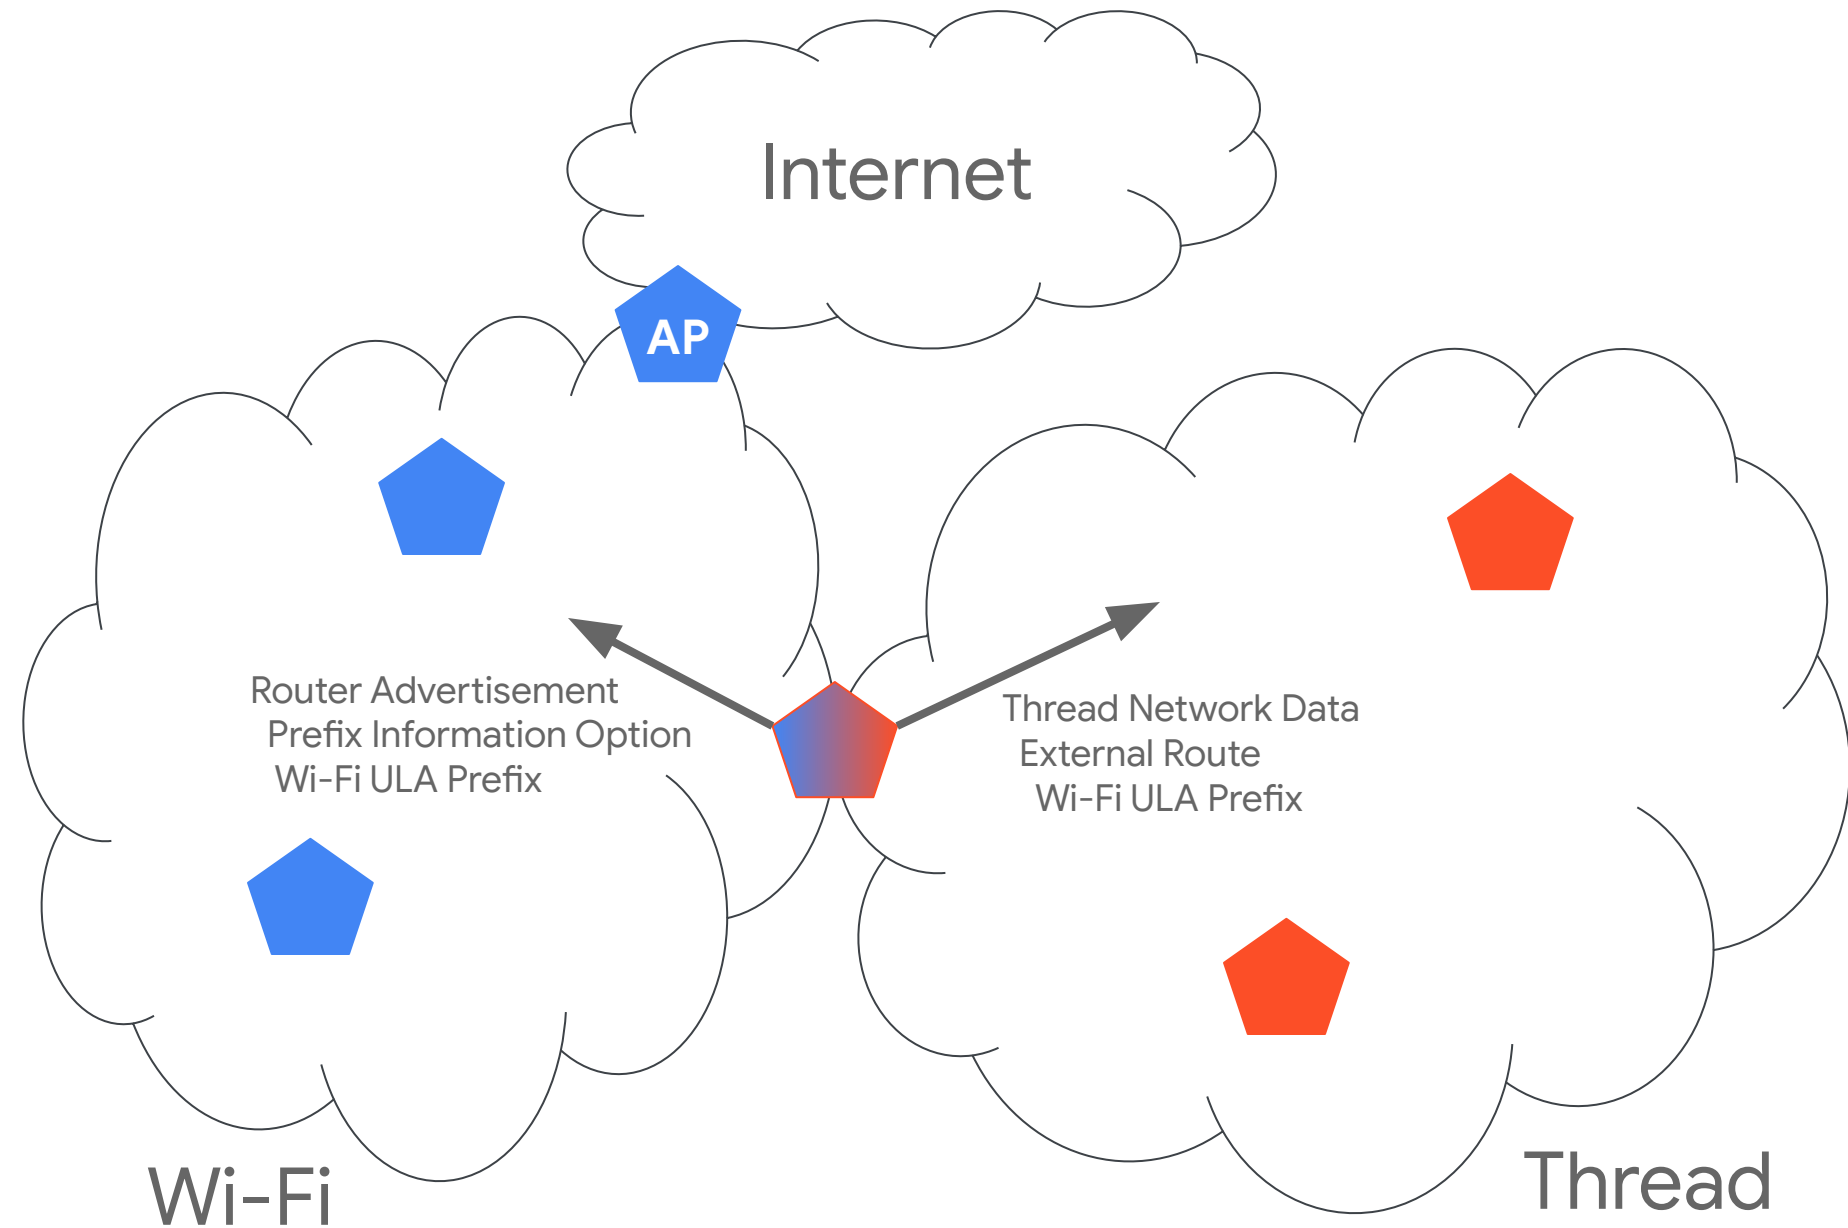 Internet
AP
Router Advertisement
Prefix Information Option
Wi-Fi ULA Prefix
Thread Network Data
External Route
Wi-Fi ULA Prefix
Wi-Fi
Thread